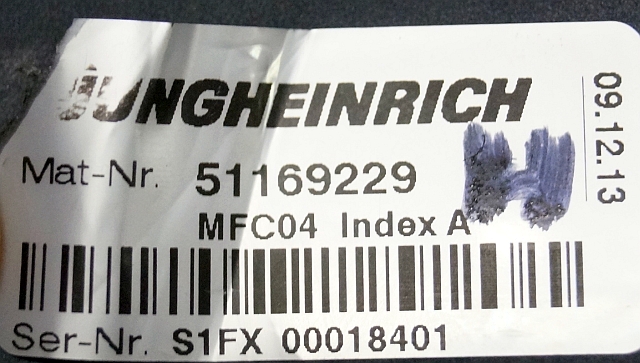 JUNGHEINRICH
Mat-Nr. 51169229
MFC04 Index A
Ser-Nr. S1FX 00018401
09.12.13